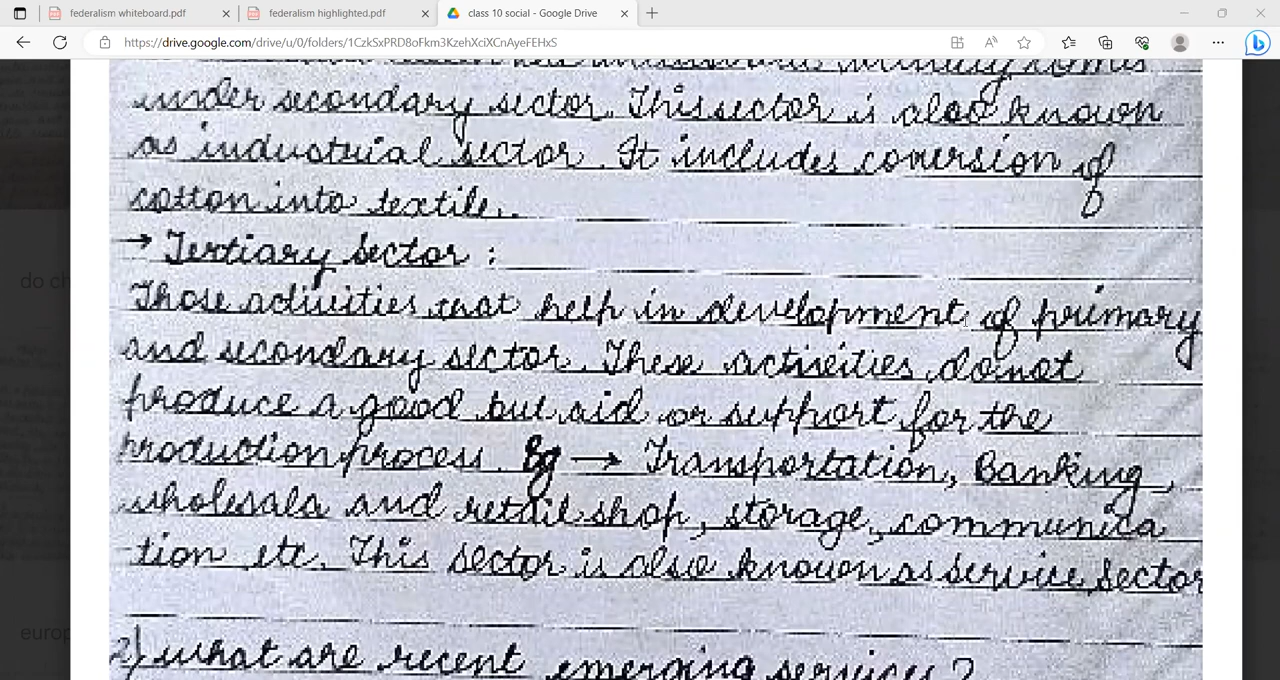 federalism whiteboard.pdf
federalism highlighted.pdf
class 10 social - Google Drive
https://drive.google.com/drive/u/0/folders/1CzkSxPRD8oFkm3KzehXciXCnAyeFEHxS
under secondary sector. This sector is also known
as industrial sector. It includes conversion of
cotton into textile.
→ Tertiary Sector :
Those activities that help in development of primary
and secondary sector. These activities do not
produce a good but aid or support for the
production process. Eg → Transportation, Banking,
wholesale and retail shop, storage, communica
tion etc. This sector is also known as service sector
2) what are recent emerging services?